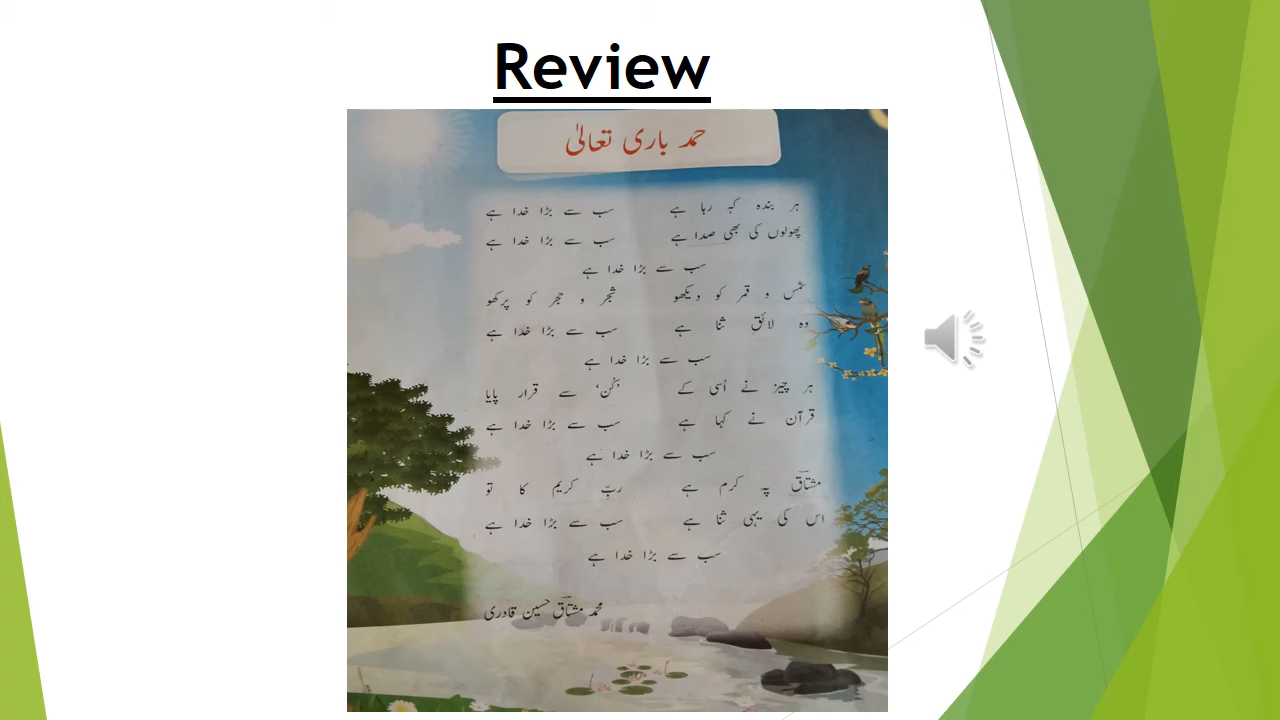 Review
حمد باری تعالیٰ
ہر بندہ کہہ رہا ہے سب سے بڑا خدا ہے
پھولوں کی بھی صدا ہے سب سے بڑا خدا ہے
سب سے بڑا خدا ہے
شمس و قمر کو دیکھو شجر و حجر کو پرکھو
وہ لائق ثنا ہے سب سے بڑا خدا ہے
سب سے بڑا خدا ہے
ہر چیز نے اُسی کے ’کُن‘ سے قرار پایا
قرآن نے کہا ہے سب سے بڑا خدا ہے
سب سے بڑا خدا ہے
مشتاقؔ پہ کرم ہے ربّ کریم کا تو
اس کی یہی ثنا ہے سب سے بڑا خدا ہے
سب سے بڑا خدا ہے
محمد مشتاقؔ حسین قادری